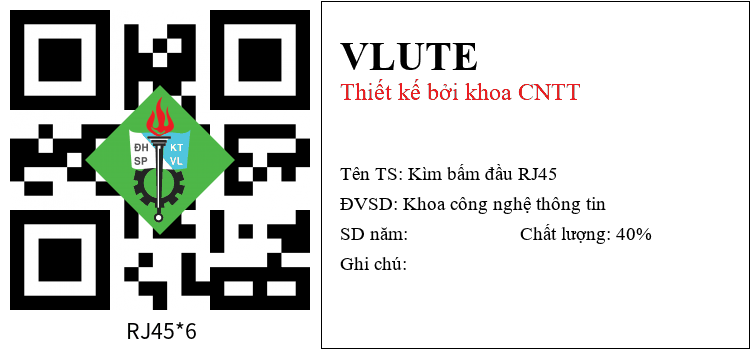 ĐH KT
SP VL
RJ45*6
VLUTE
Thiết kế bởi khoa CNTT
Tên TS: Kìm bấm đầu RJ45
ĐVSD: Khoa công nghệ thông tin
SD năm: Chất lượng: 40%
Ghi chú: